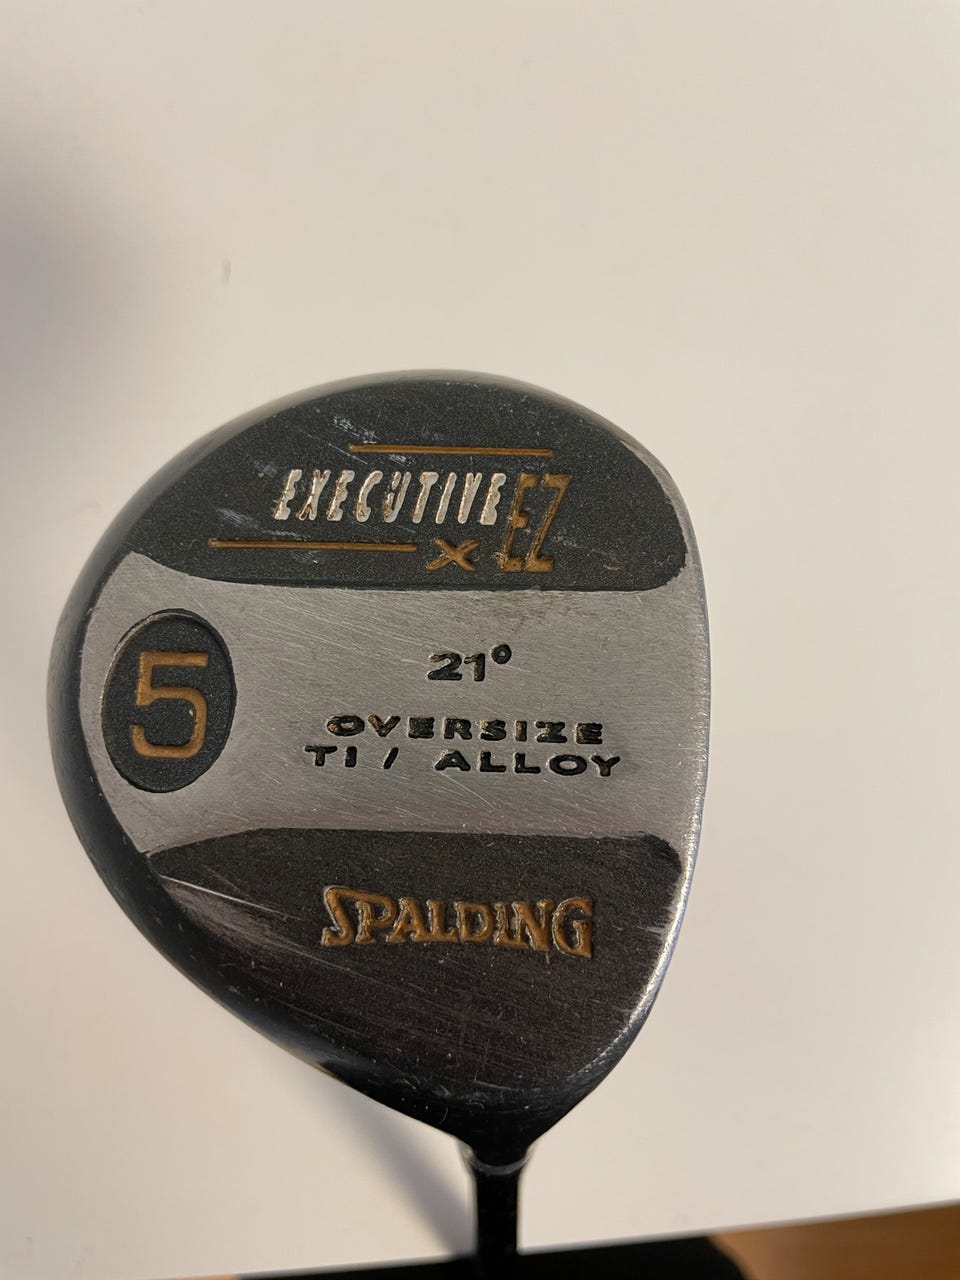 EXECUTIVE EZ
X
5
21°
OVERSIZE
TI / ALLOY
SPALDING